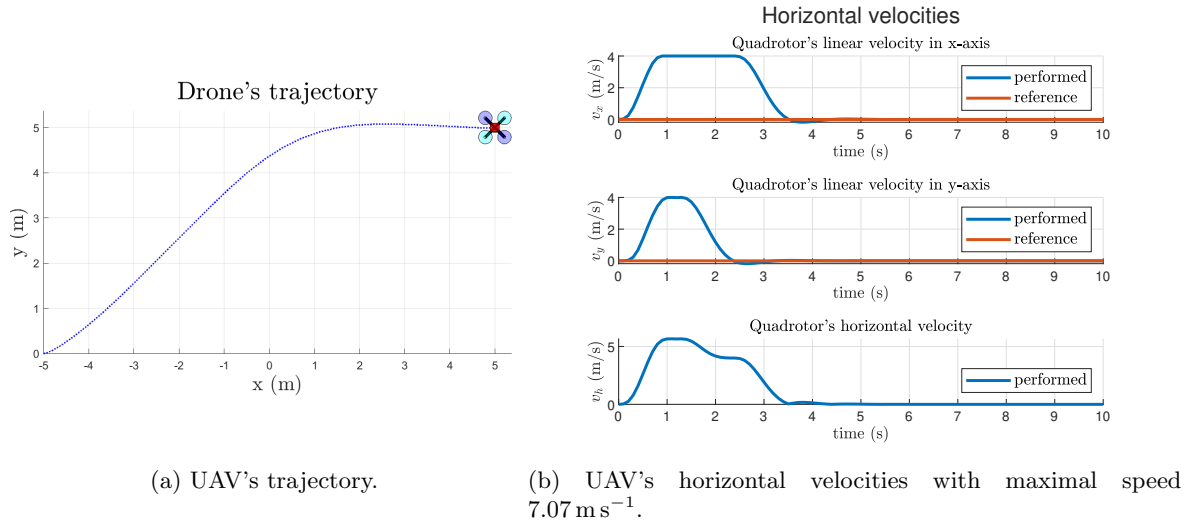 Drone's trajectory
y (m)
5
4
3
2
1
0
-5 -4 -3 -2 -1 0 1 2 3 4 5
x (m)
(a) UAV's trajectory.
Horizontal velocities
Quadrotor's linear velocity in x-axis
v_x (m/s)
4
2
0
performed
reference
0 1 2 3 4 5 6 7 8 9 10
time (s)
Quadrotor's linear velocity in y-axis
v_y (m/s)
4
2
0
performed
reference
0 1 2 3 4 5 6 7 8 9 10
time (s)
Quadrotor's horizontal velocity
v_h (m/s)
5
0
performed
0 1 2 3 4 5 6 7 8 9 10
time (s)
(b) UAV's horizontal velocities with maximal speed
7.07 m s⁻¹.